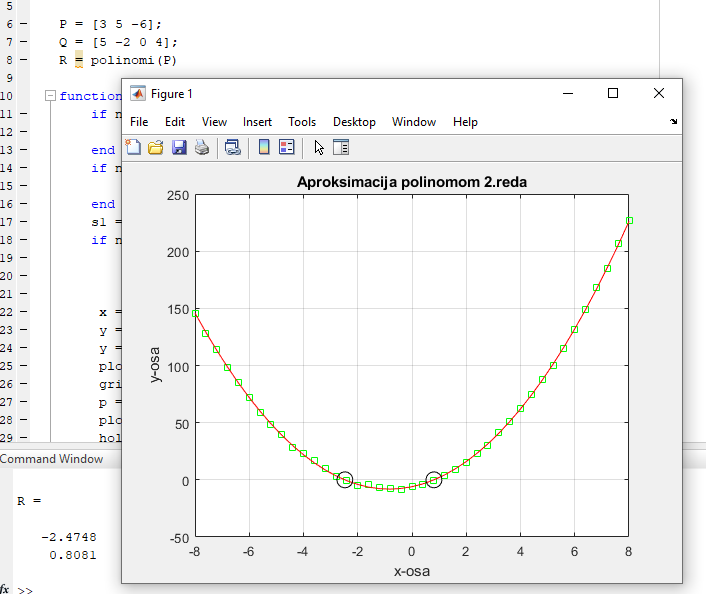 5
6 – P = [3 5 -6];
7 – Q = [5 -2 0 4];
8 – R = polinomi(P)
9
10 function
11 – if n
12 –
13 end
14 – if n
15 –
16 end
17 – s1 =
18 – if n
19 –
20 –
21 –
22 – x =
23 – y =
24 – y =
25 – plo
26 – gri
27 – p =
28 – plo
29 – hol
Figure 1
File Edit View Insert Tools Desktop Window Help
Aproksimacija polinomom 2.reda
250
200
150
100
50
0
-50
y-osa
-8 -6 -4 -2 0 2 4 6 8
x-osa
Command Window
R =
-2.4748
0.8081
fx >>